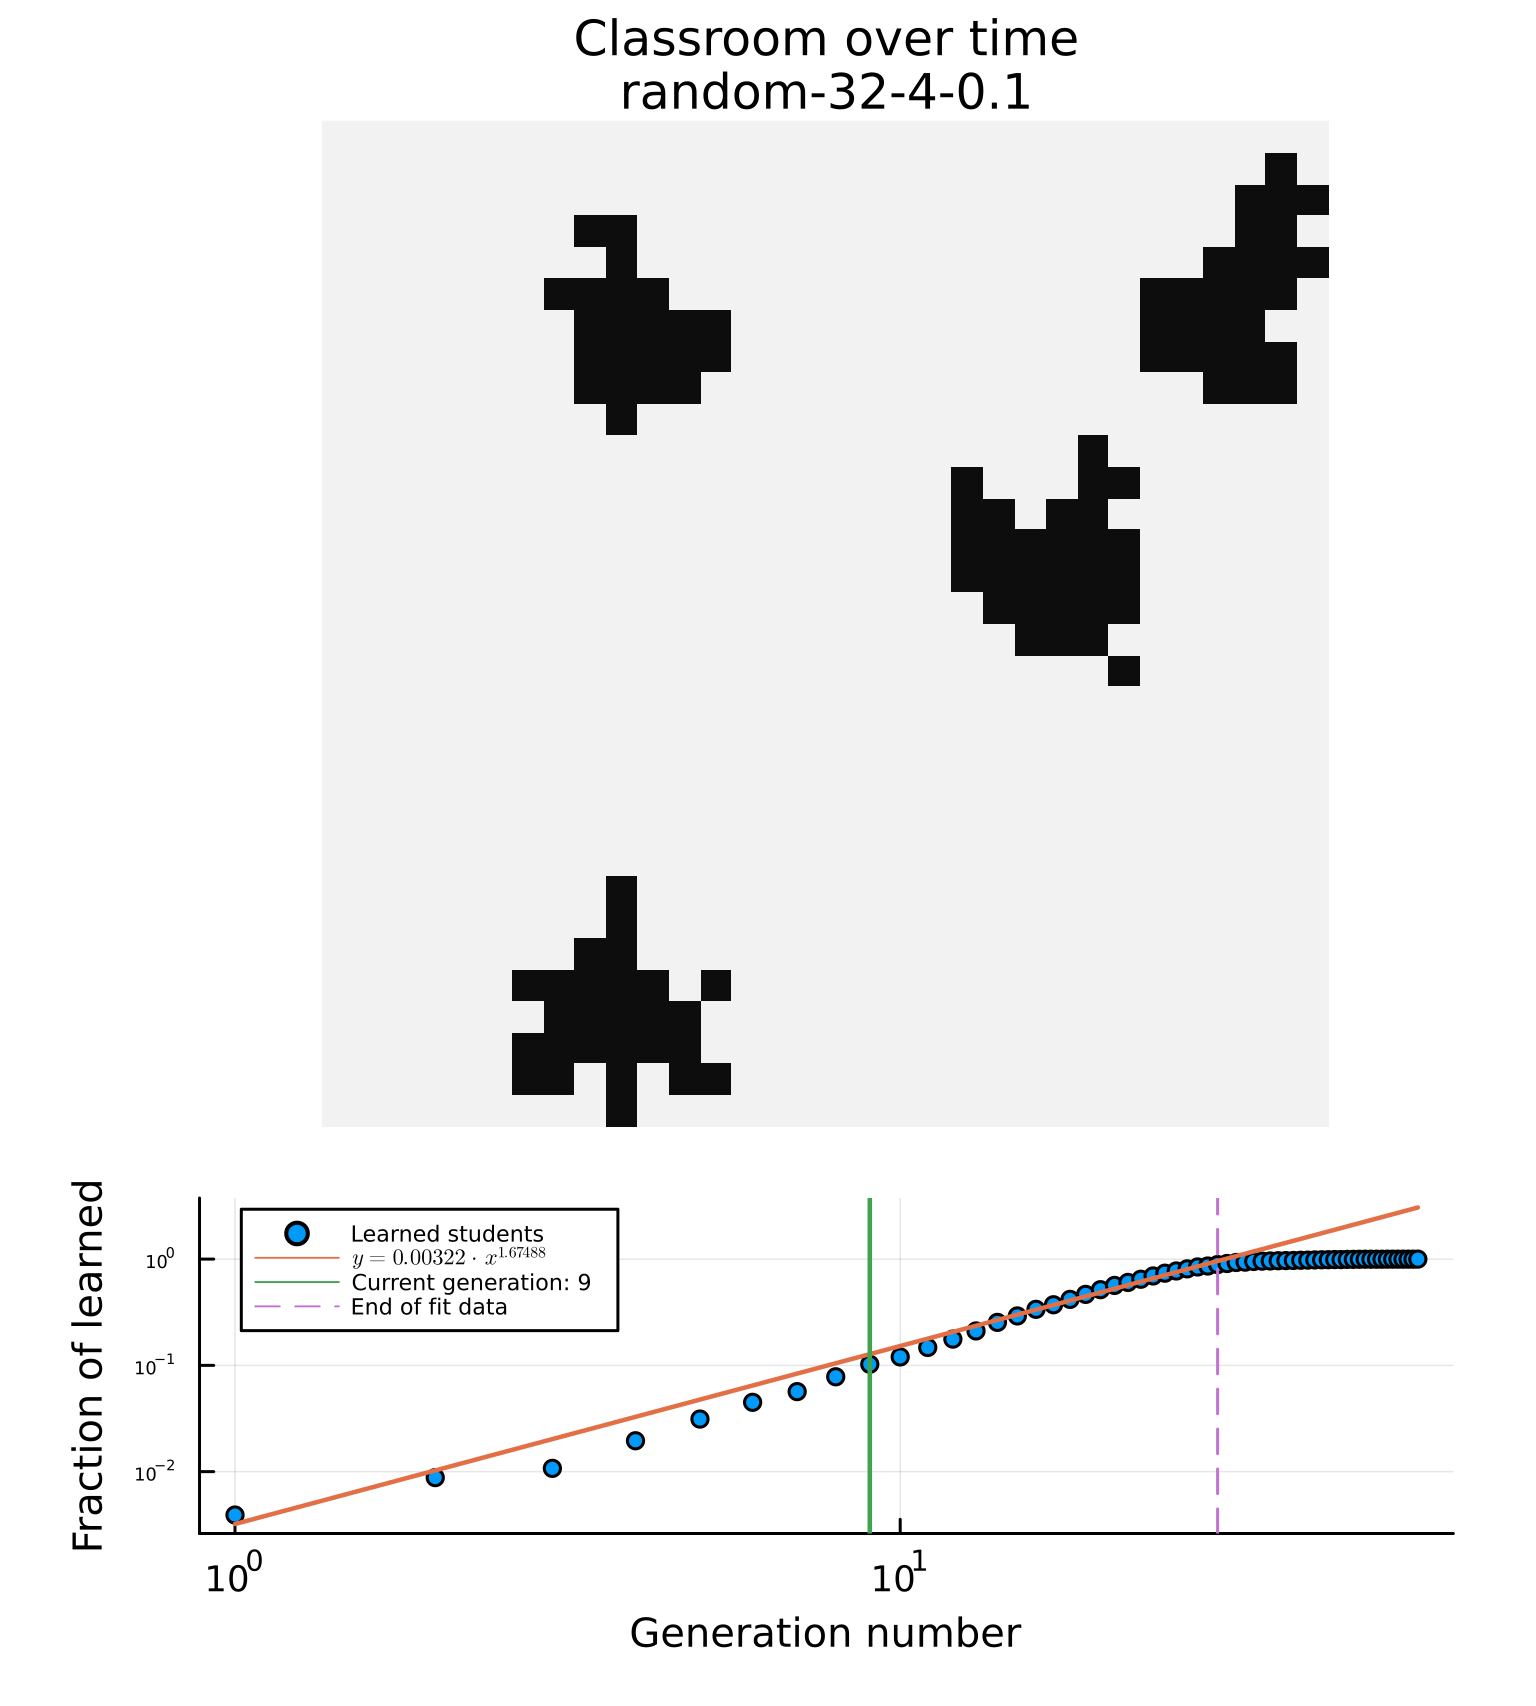 Classroom over time
random-32-4-0.1
Fraction of learned
Learned students
y = 0.00322 · x^1.67488
Current generation: 9
End of fit data
10^0
10^-1
10^-2
10^0
10^1
Generation number